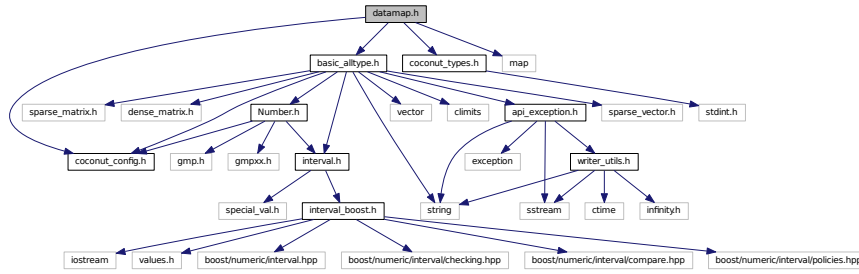 datamap.h
basic_alltype.h
coconut_types.h
map
sparse_matrix.h
dense_matrix.h
Number.h
vector
climits
api_exception.h
sparse_vector.h
stdint.h
coconut_config.h
gmp.h
gmpxx.h
interval.h
exception
writer_utils.h
special_val.h
interval_boost.h
string
sstream
ctime
infinity.h
iostream
values.h
boost/numeric/interval.hpp
boost/numeric/interval/checking.hpp
boost/numeric/interval/compare.hpp
boost/numeric/interval/policies.hpp